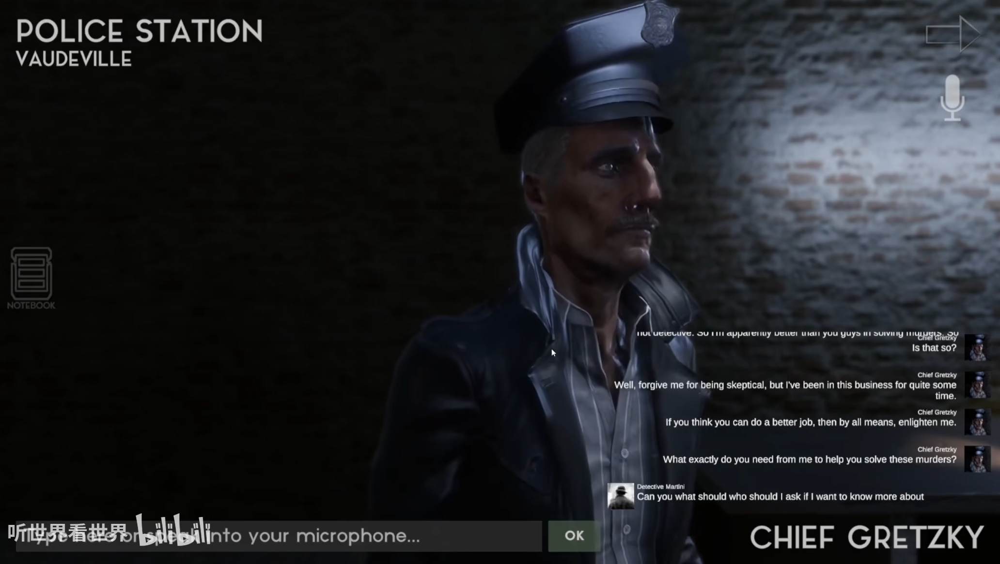 POLICE STATION
VAUDEVILLE
NOTEBOOK
not detective. So I'm apparently better than you guys in solving murders. So
Chief Gretzky
Is that so?
Chief Gretzky
Well, forgive me for being skeptical, but I've been in this business for quite some
time.
Chief Gretzky
If you think you can do a better job, then by all means, enlighten me.
Chief Gretzky
What exactly do you need from me to help you solve these murders?
Detective Martini
Can you what should who should I ask if I want to know more about
听世界看世界 bilibili
Type here or speak into your microphone...
OK
CHIEF GRETZKY